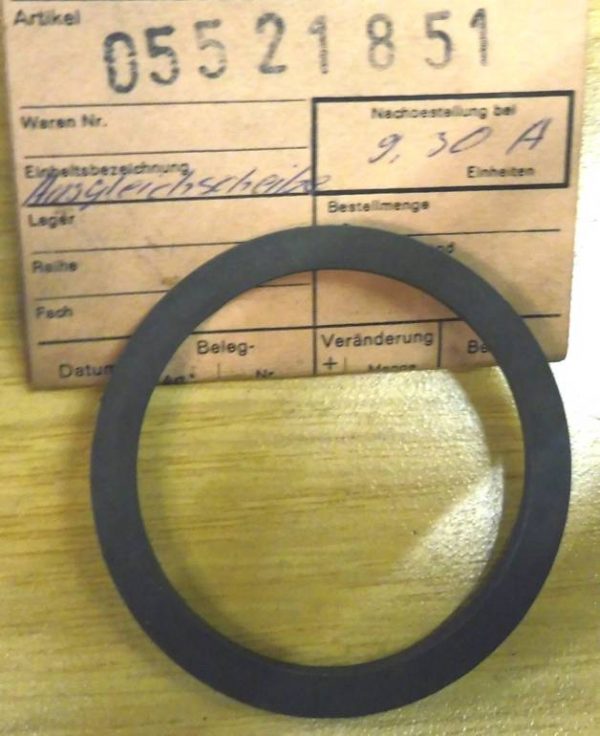 Artikel
05521851
Waren Nr.
Nachbestellung bei
9,30 A
Einheiten
Einheitsbezeichnung
Ausgleichscheibe
Lager
Bestellmenge
Reihe
Fach
Datum
Beleg-
Nr.
Veränderung
+
Menge